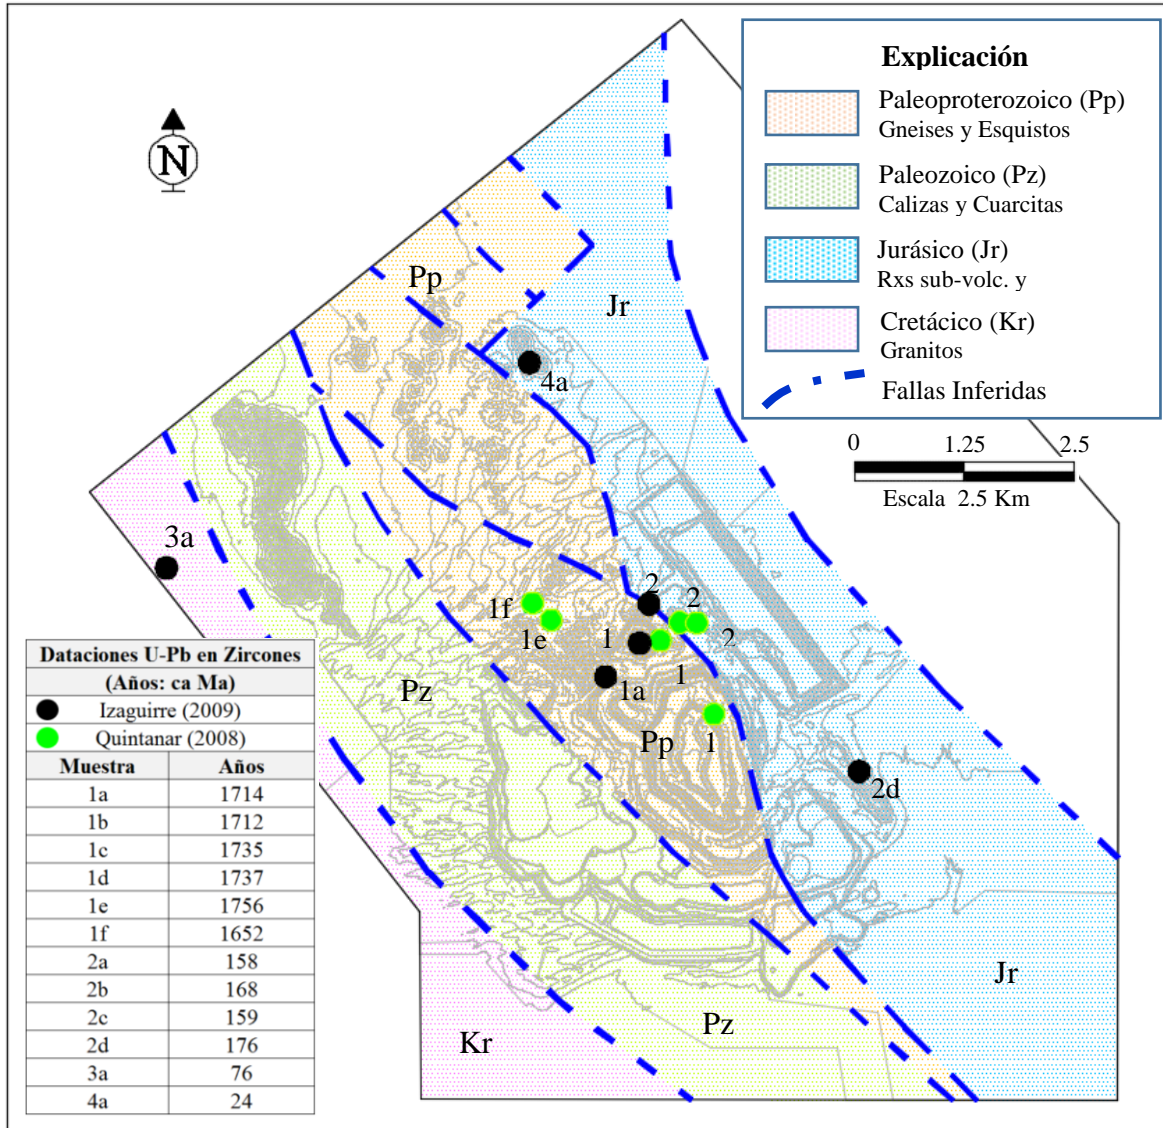 Explicación
Paleoproterozoico (Pp)
Gneises y Esquistos
Paleozoico (Pz)
Calizas y Cuarcitas
Jurásico (Jr)
Rxs sub-volc. y
Cretácico (Kr)
Granitos
Fallas Inferidas
0 1.25 2.5
Escala 2.5 Km
N
Pp
Jr
4a
3a
2
2
1f
1e
1
2
1
1a
Pz
Pp
1
2d
Jr
Pz
Kr
Dataciones U-Pb en Zircones
(Años: ca Ma)
Izaguirre (2009)
Quintanar (2008)
Muestra Años
1a 1714
1b 1712
1c 1735
1d 1737
1e 1756
1f 1652
2a 158
2b 168
2c 159
2d 176
3a 76
4a 24